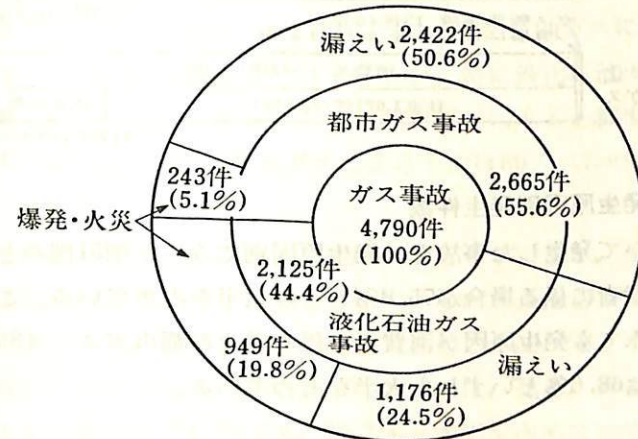 漏えい 2,422件
(50.6%)
都市ガス事故
243件
(5.1%)
2,665件
(55.6%)
ガス事故
4,790件
(100%)
爆発・火災
2,125件
(44.4%)
液化石油ガス
事故
949件
(19.8%)
漏えい
1,176件
(24.5%)